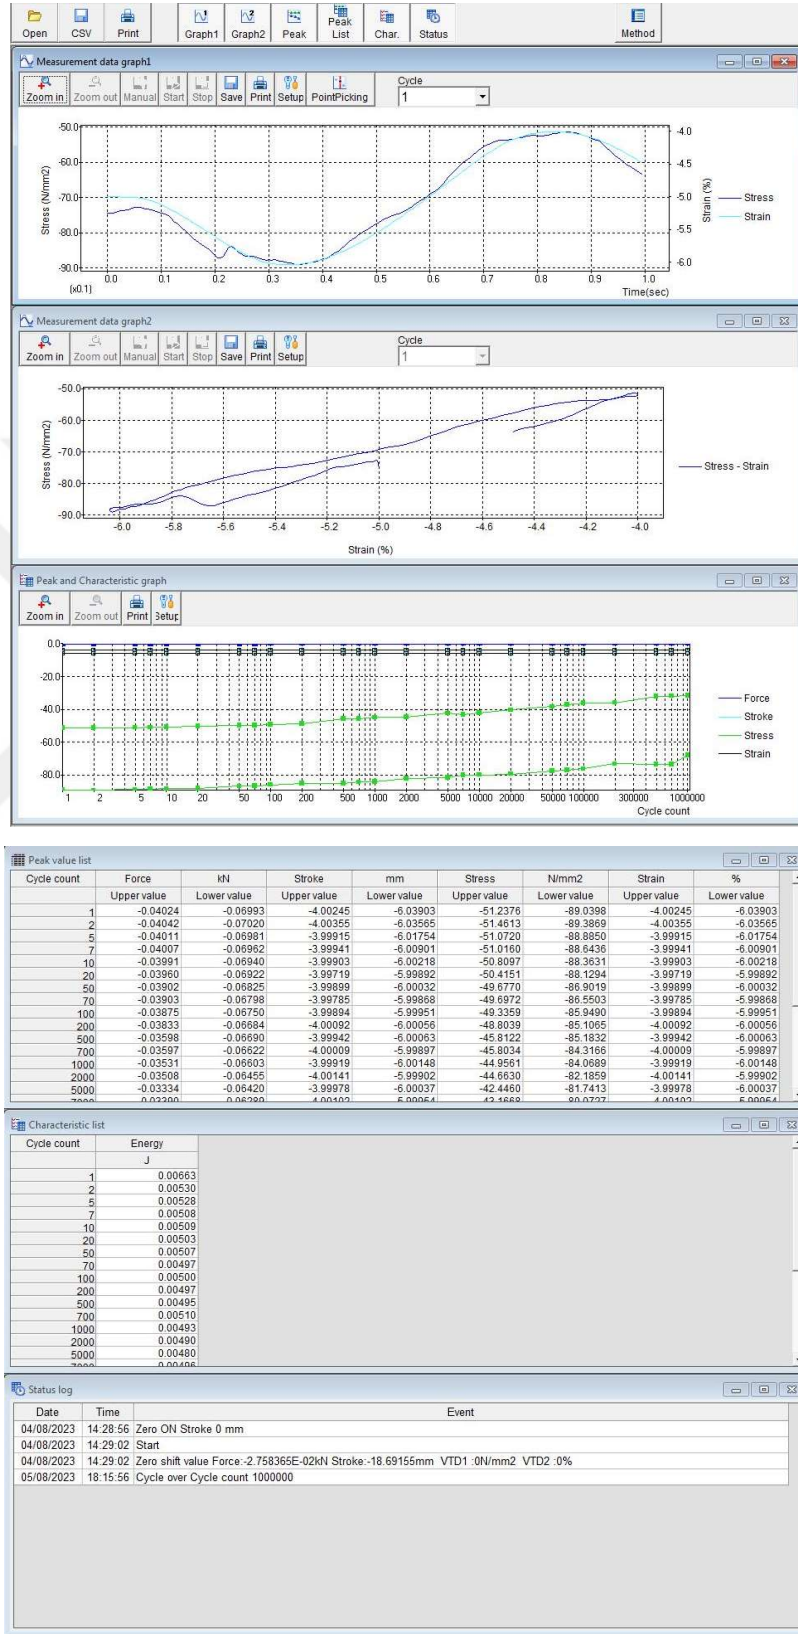 Open CSV Print Graph1 Graph2 Peak Peak List Char. Status Method
Measurement data graph1
Zoom in Zoom out Manual Start Stop Save Print Setup PointPicking Cycle 1
Stress (N/mm2)
-50.0
-60.0
-70.0
-80.0
-90.0
[x0.1]
0.0 0.1 0.2 0.3 0.4 0.5 0.6 0.7 0.8 0.9 1.0
Time(sec)
-4.0
-4.5
-5.0
-5.5
-6.0
Strain (%)
Stress
Strain
Measurement data graph2
Zoom in Zoom out Manual Start Stop Save Print Setup Cycle 1
Stress (N/mm2)
-50.0
-60.0
-70.0
-80.0
-90.0
-6.0 -5.8 -5.6 -5.4 -5.2 -5.0 -4.8 -4.6 -4.4 -4.2 -4.0
Strain (%)
Stress - Strain
Peak and Characteristic graph
Zoom in Zoom out Print Setup
0.0
-20.0
-40.0
-60.0
-80.0
1 2 5 10 20 50 100 200 500 1000 2000 5000 10000 20000 50000 100000 300000 1000000
Cycle count
Force
Stroke
Stress
Strain
Peak value list
Cycle count Force kN Stroke mm Stress N/mm2 Strain %
Upper value Lower value Upper value Lower value Upper value Lower value Upper value Lower value
1 -0.04024 -0.06993 -4.00245 -6.03903 -51.2376 -89.0398 -4.00245 -6.03903
2 -0.04042 -0.07020 -4.00355 -6.03565 -51.4613 -89.3869 -4.00355 -6.03565
5 -0.04011 -0.06981 -3.99915 -6.01754 -51.0720 -88.8850 -3.99915 -6.01754
7 -0.04007 -0.06962 -3.99941 -6.00901 -51.0160 -88.6436 -3.99941 -6.00901
10 -0.03991 -0.06940 -3.99903 -6.00218 -50.8097 -88.3631 -3.99903 -6.00218
20 -0.03960 -0.06922 -3.99719 -5.99892 -50.4151 -88.1294 -3.99719 -5.99892
50 -0.03902 -0.06825 -3.99899 -6.00032 -49.6770 -86.9019 -3.99899 -6.00032
70 -0.03903 -0.06798 -3.99785 -5.99868 -49.6972 -86.5503 -3.99785 -5.99868
100 -0.03875 -0.06750 -3.99894 -5.99951 -49.3359 -85.9490 -3.99894 -5.99951
200 -0.03833 -0.06684 -4.00092 -6.00056 -48.8039 -85.1065 -4.00092 -6.00056
500 -0.03598 -0.06690 -3.99942 -6.00063 -45.8122 -85.1832 -3.99942 -6.00063
700 -0.03597 -0.06622 -4.00009 -5.99897 -45.8034 -84.3166 -4.00009 -5.99897
1000 -0.03531 -0.06603 -3.99919 -6.00148 -44.9561 -84.0689 -3.99919 -6.00148
2000 -0.03508 -0.06455 -4.00141 -5.99902 -44.6630 -82.1859 -4.00141 -5.99902
5000 -0.03334 -0.06420 -3.99978 -6.00037 -42.4460 -81.7413 -3.99978 -6.00037
Characteristic list
Cycle count Energy
J
1 0.00663
2 0.00530
5 0.00528
7 0.00508
10 0.00509
20 0.00503
50 0.00507
70 0.00497
100 0.00500
200 0.00497
500 0.00495
700 0.00510
1000 0.00493
2000 0.00490
5000 0.00480
Status log
Date Time Event
04/08/2023 14:28:56 Zero ON Stroke 0 mm
04/08/2023 14:29:02 Start
04/08/2023 14:29:02 Zero shift value Force:-2.758365E-02kN Stroke:-18.69155mm VTD1 :0N/mm2 VTD2 :0%
05/08/2023 18:15:56 Cycle over Cycle count 1000000